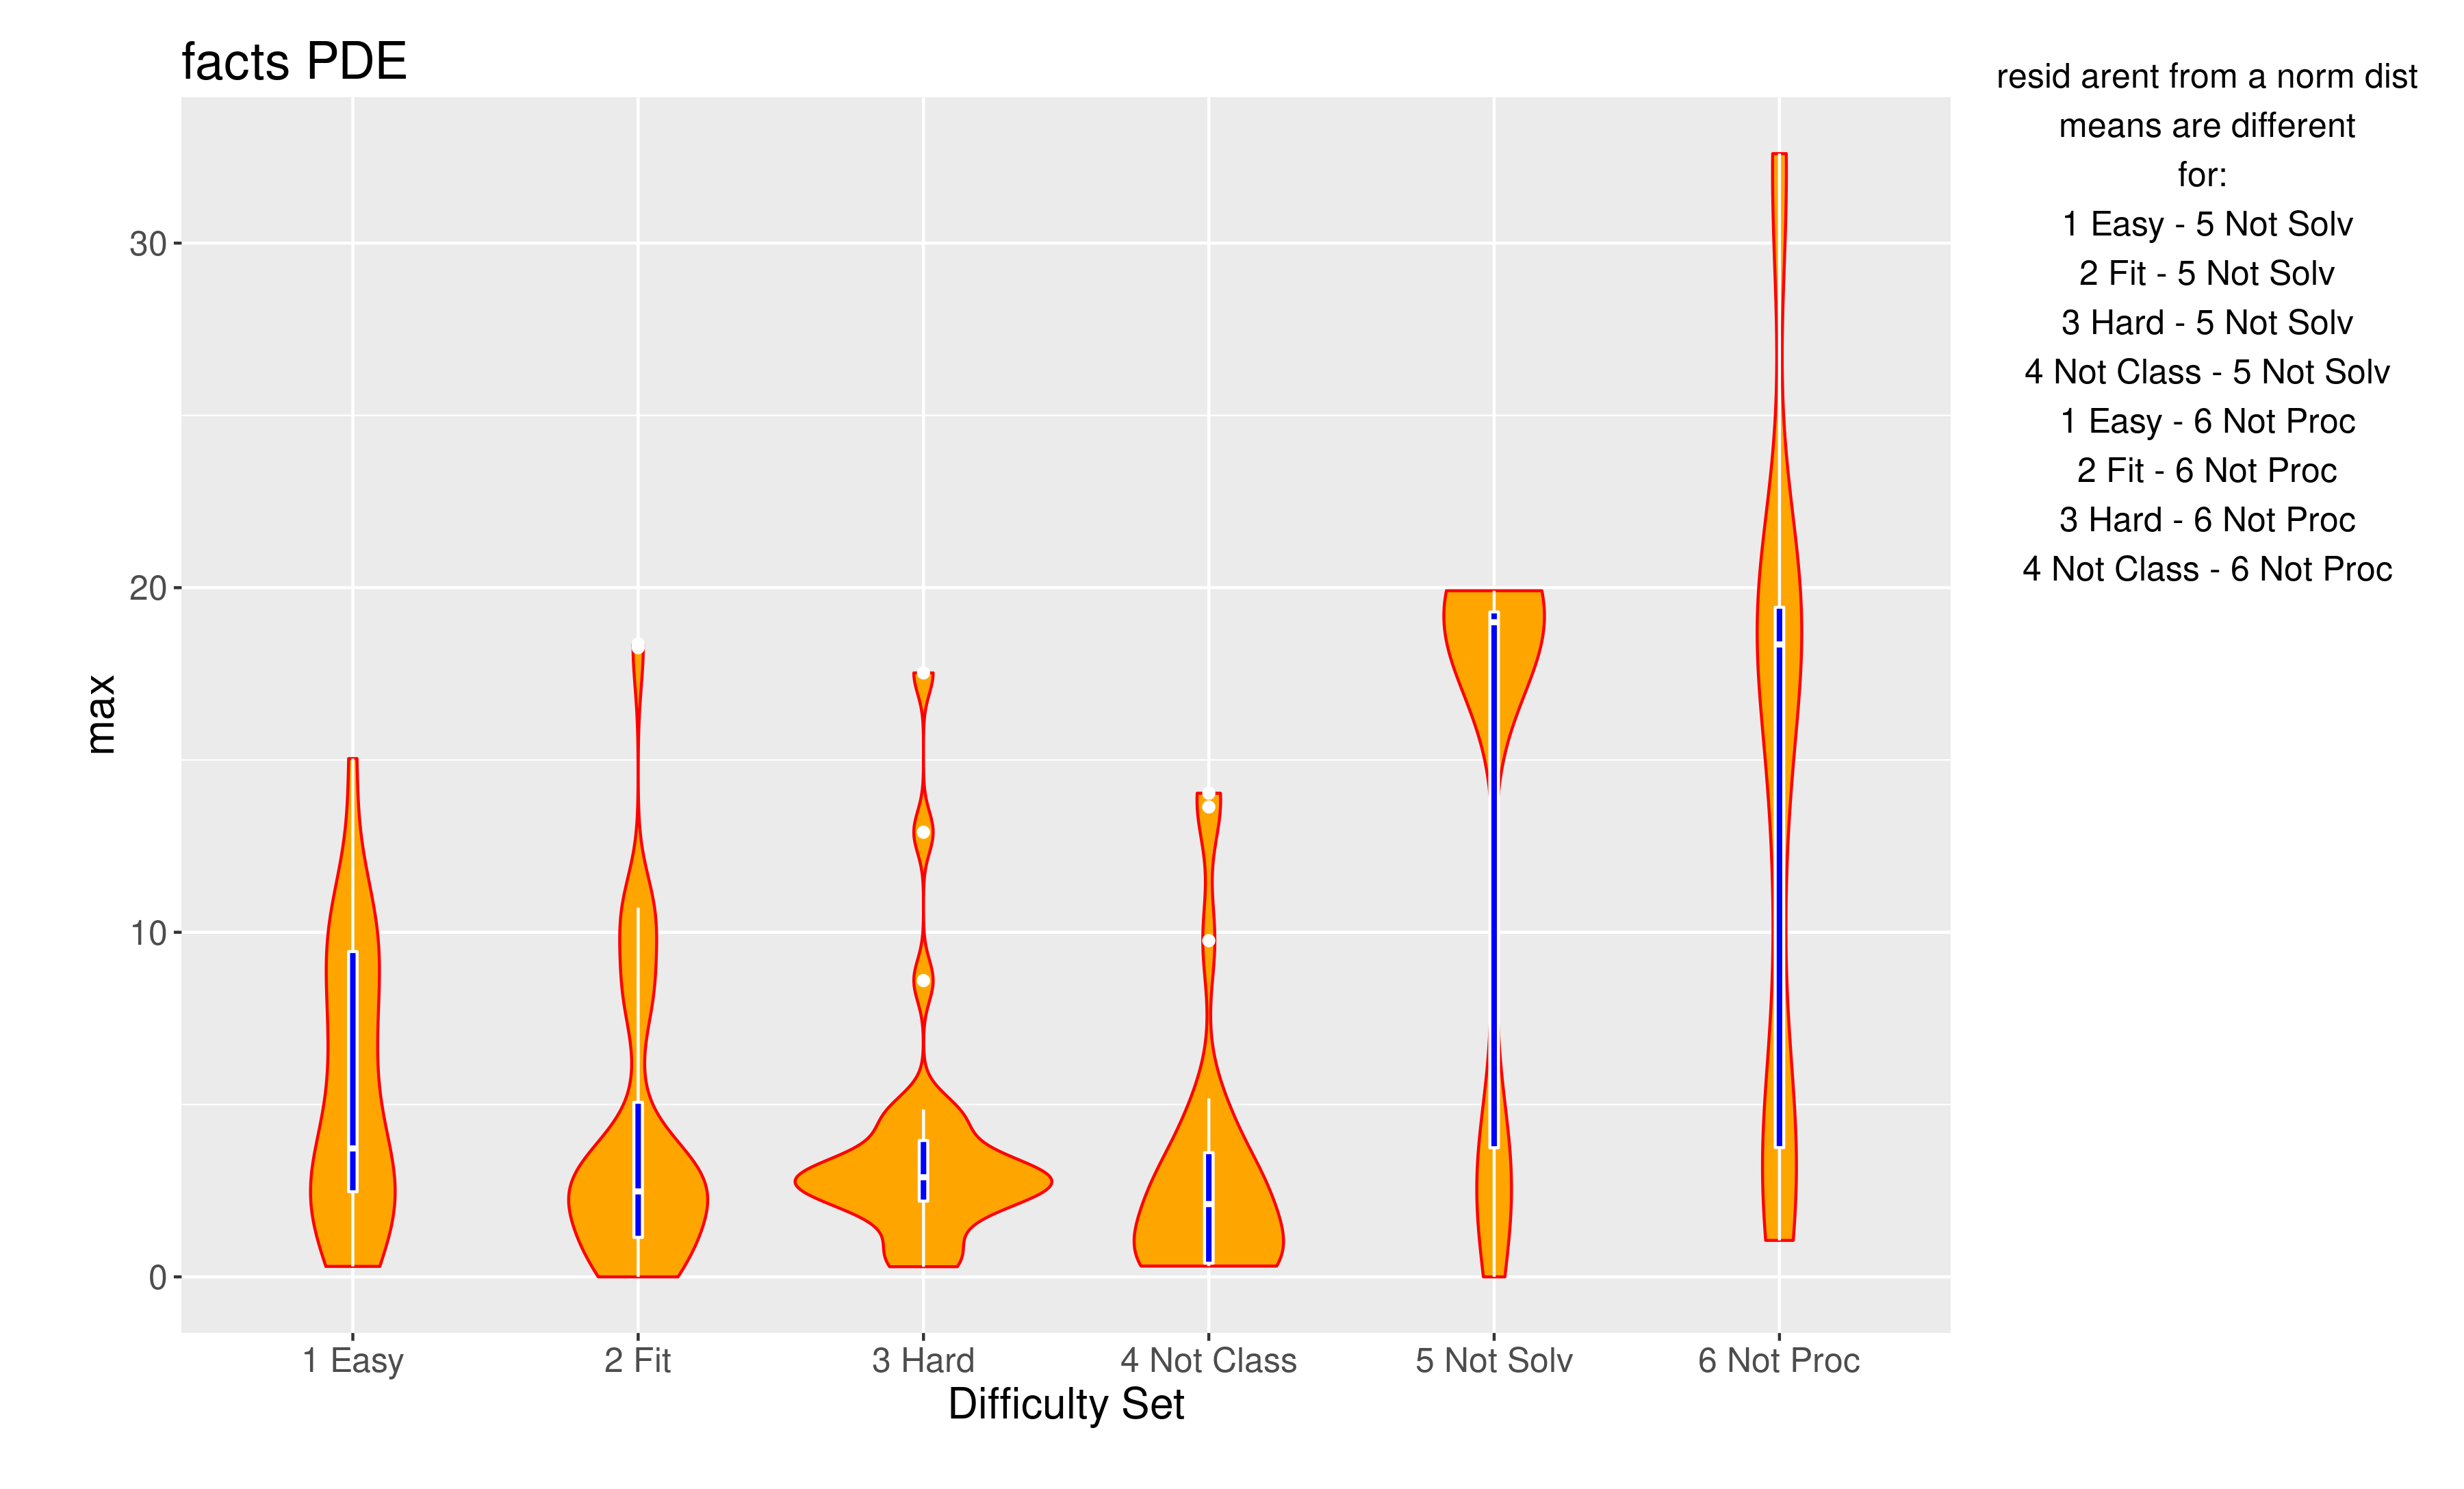 facts PDE
resid arent from a norm dist
means are different
for:
1 Easy - 5 Not Solv
2 Fit - 5 Not Solv
3 Hard - 5 Not Solv
4 Not Class - 5 Not Solv
1 Easy - 6 Not Proc
2 Fit - 6 Not Proc
3 Hard - 6 Not Proc
4 Not Class - 6 Not Proc
max
30
20
10
0
1 Easy
2 Fit
3 Hard
4 Not Class
5 Not Solv
6 Not Proc
Difficulty Set